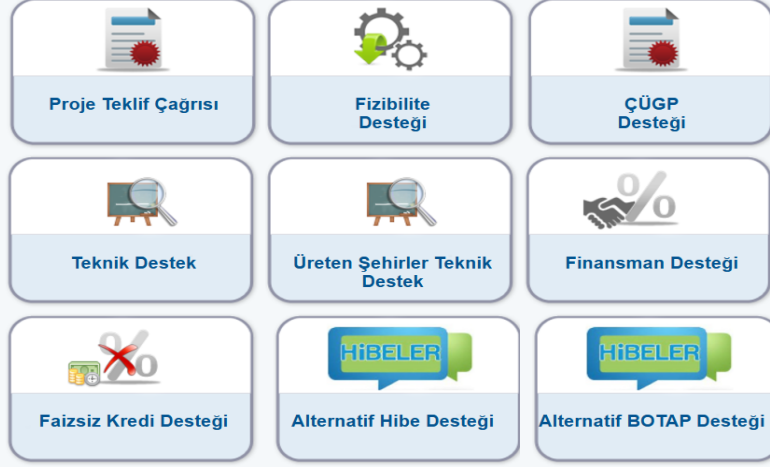 Proje Teklif Çağrısı
Fizibilite
Desteği
ÇÜGP
Desteği
Teknik Destek
Üreten Şehirler Teknik
Destek
Finansman Desteği
%
%
HiBELER
HiBELER
Faizsiz Kredi Desteği
Alternatif Hibe Desteği
Alternatif BOTAP Desteği